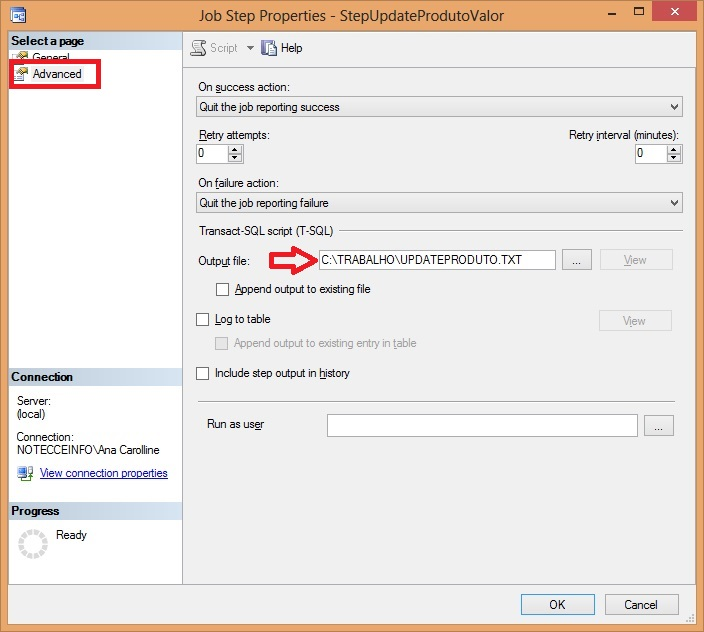 Job Step Properties - StepUpdateProdutoValor
Select a page
General
Advanced
Script
Help
On success action:
Quit the job reporting success
Retry attempts:
Retry interval (minutes):
0
0
On failure action:
Quit the job reporting failure
Transact-SQL script (T-SQL)
Output file:
C:\TRABALHO\UPDATEPRODUTO.TXT
...
View
Append output to existing file
Log to table
View
Append output to existing entry in table
Include step output in history
Run as user
...
Connection
Server:
(local)
Connection:
NOTECCEINFO\Ana Carolline
View connection properties
Progress
Ready
OK
Cancel